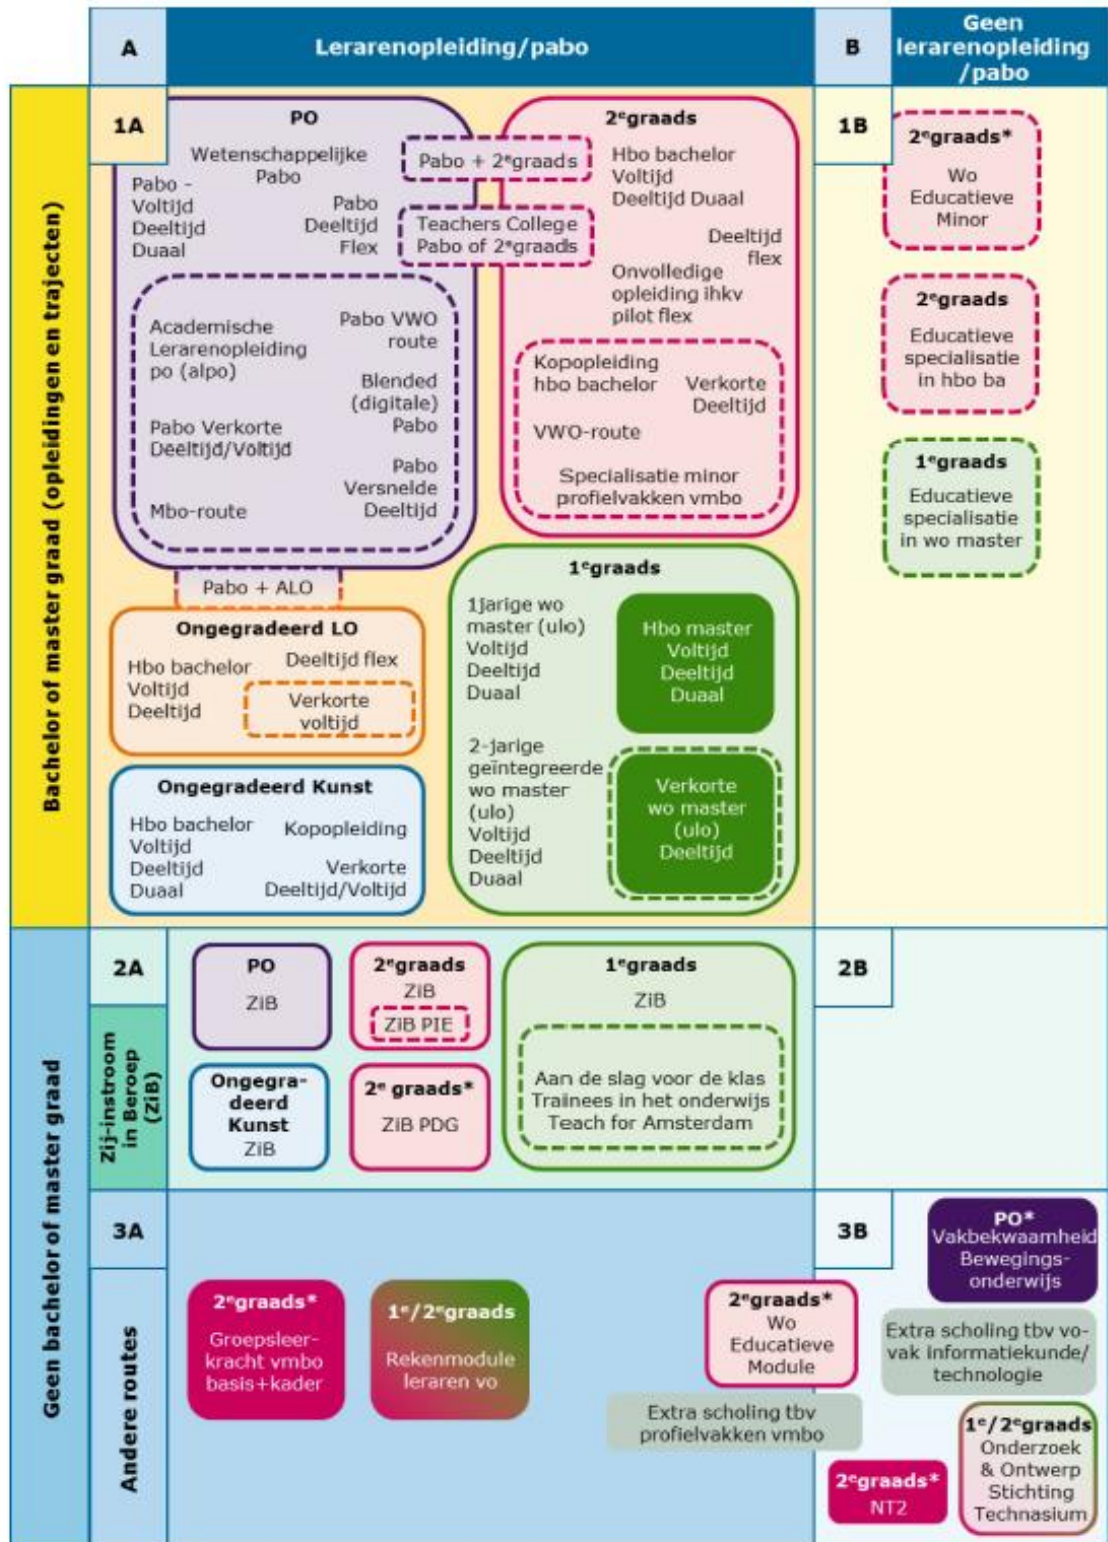 A
Lerarenopleiding/pabo
B
Geen
lerarenopleiding
/pabo
Bachelor of master graad (opleidingen en trajecten)
1A
PO
Wetenschappelijke
Pabo
Pabo -
Voltijd
Deeltijd
Duaal
Pabo
Deeltijd
Flex
Academische
Lerarenopleiding
po (alpo)
Pabo VWO
route
Blended
(digitale)
Pabo
Pabo Verkorte
Deeltijd/Voltijd
Pabo
Versnelde
Deeltijd
Mbo-route
Pabo + 2ᵉgraads
Teachers College
Pabo of 2ᵉgraads
2ᵉgraads
Hbo bachelor
Voltijd
Deeltijd Duaal
Deeltijd
flex
Onvolledige
opleiding ihkv
pilot flex
Kopopleiding
hbo bachelor
Verkorte
Deeltijd
VWO-route
Specialisatie minor
profielvakken vmbo
Pabo + ALO
Ongegradeerd LO
Hbo bachelor
Voltijd
Deeltijd
Deeltijd flex
Verkorte
voltijd
Ongegradeerd Kunst
Hbo bachelor
Voltijd
Deeltijd
Duaal
Kopopleiding
Verkorte
Deeltijd/Voltijd
1ᵉgraads
1jarige wo
master (ulo)
Voltijd
Deeltijd
Duaal
Hbo master
Voltijd
Deeltijd
Duaal
2-jarige
geïntegreerde
wo master
(ulo)
Voltijd
Deeltijd
Duaal
Verkorte
wo master
(ulo)
Deeltijd
1B
2ᵉgraads*
Wo
Educatieve
Minor
2ᵉgraads
Educatieve
specialisatie
in hbo ba
1ᵉgraads
Educatieve
specialisatie
in wo master
Geen bachelor of master graad
2A
Zij-instroom
in Beroep
(ZiB)
PO
ZiB
2ᵉgraads
ZiB
ZiB PIE
1ᵉgraads
ZiB
Aan de slag voor de klas
Trainees in het onderwijs
Teach for Amsterdam
Ongegra-
deerd
Kunst
ZiB
2ᵉ graads*
ZiB PDG
2B
3A
Andere routes
2ᵉgraads*
Groepsleer-
kracht vmbo
basis+kader
1ᵉ/2ᵉgraads
Rekenmodule
leraren vo
2ᵉgraads*
Wo
Educatieve
Module
Extra scholing tbv
profielvakken vmbo
3B
PO*
Vakbekwaamheid
Bewegings-
onderwijs
Extra scholing tbv vo-
vak informatiekunde/
technologie
2ᵉgraads*
NT2
1ᵉ/2ᵉgraads
Onderzoek
& Ontwerp
Stichting
Technasium